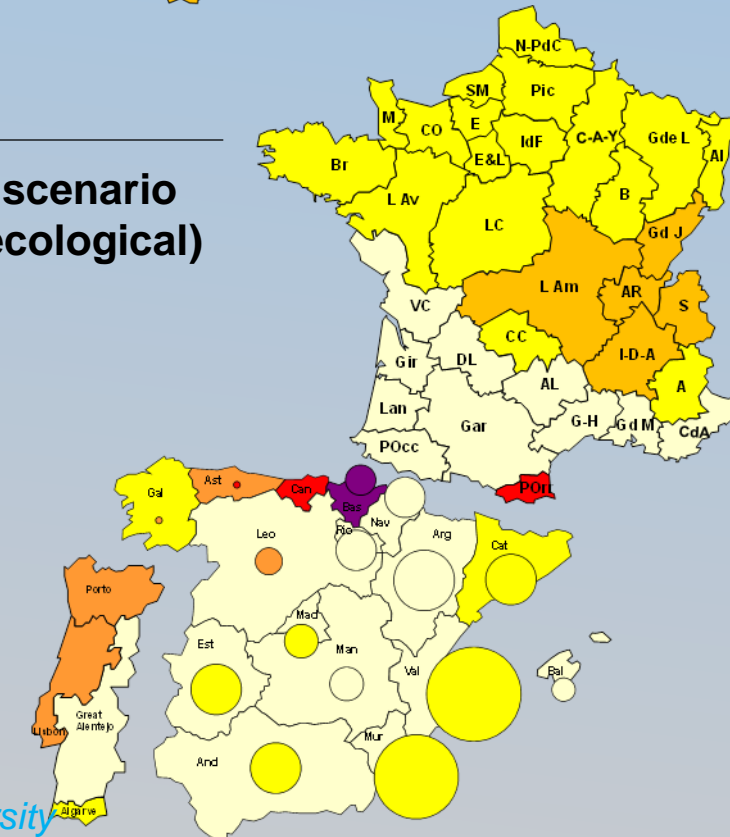 scenario
ecological)
N-PdC
SM
Pic
M
CO
E
IdF
C-A-Y
Gde L
Al
Br
E&L
B
L Av
LC
Gd J
L Am
AR
S
VC
CC
I-D-A
Gir
DL
AL
A
Lan
Gar
G-H
Gd M
CdA
POcc
POrr
Gal
Ast
Can
Bas
Nav
Rio
Leo
Arg
Cat
Porto
Mad
Est
Man
Val
Bal
Great
Alentejo
Lisbon
Mur
And
Algarve
rsity